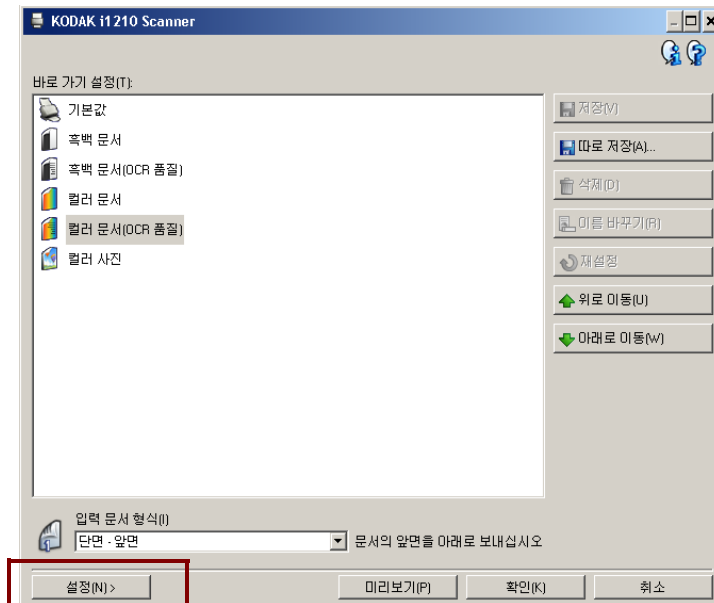 KODAK i1210 Scanner
바로 가기 설정(T):
기본값
흑백 문서
흑백 문서(OCR 품질)
컬러 문서
컬러 문서(OCR 품질)
컬러 사진
저장(V)
따로 저장(A)...
삭제(D)
이름 바꾸기(R)
재설정
위로 이동(U)
아래로 이동(W)
입력 문서 형식(I)
단면 - 앞면
문서의 앞면을 아래로 보내십시오
설정(N) >
미리보기(P)
확인(K)
취소